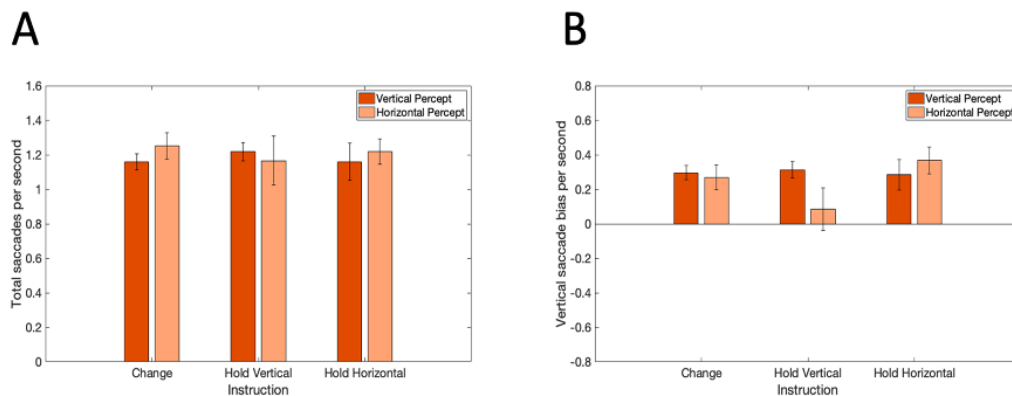 A
B
Total saccades per second
1.6
1.4
1.2
1
0.8
0.6
0.4
0.2
0
Vertical Percept
Horizontal Percept
Change
Hold Vertical
Hold Horizontal
Instruction
Vertical saccade bias per second
0.8
0.6
0.4
0.2
0
-0.2
-0.4
-0.6
-0.8
Vertical Percept
Horizontal Percept
Change
Hold Vertical
Hold Horizontal
Instruction